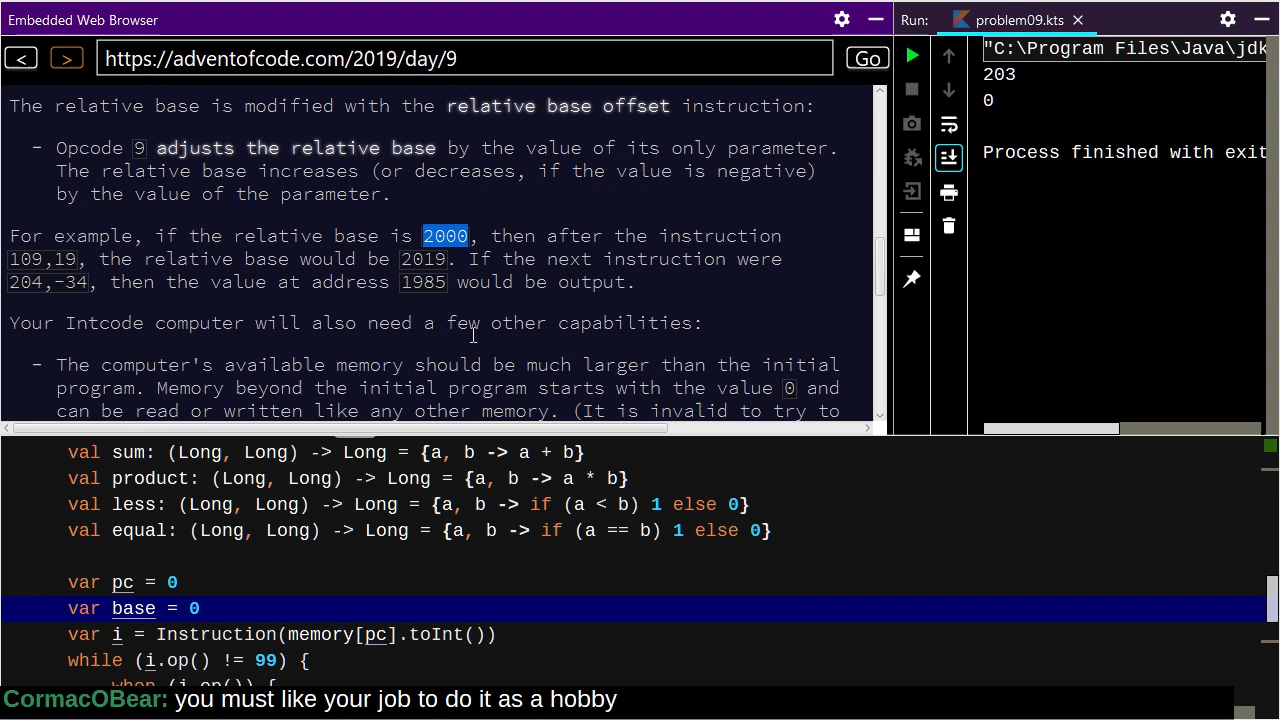 Embedded Web Browser
Run: problem09.kts
< > https://adventofcode.com/2019/day/9 Go
The relative base is modified with the relative base offset instruction:
- Opcode 9 adjusts the relative base by the value of its only parameter.
The relative base increases (or decreases, if the value is negative)
by the value of the parameter.
For example, if the relative base is 2000, then after the instruction
109,19, the relative base would be 2019. If the next instruction were
204,-34, then the value at address 1985 would be output.
Your Intcode computer will also need a few other capabilities:
- The computer's available memory should be much larger than the initial
program. Memory beyond the initial program starts with the value 0 and
can be read or written like any other memory. (It is invalid to try to
"C:\Program Files\Java\jdk
203
0
Process finished with exit
val sum: (Long, Long) -> Long = {a, b -> a + b}
val product: (Long, Long) -> Long = {a, b -> a * b}
val less: (Long, Long) -> Long = {a, b -> if (a < b) 1 else 0}
val equal: (Long, Long) -> Long = {a, b -> if (a == b) 1 else 0}
var pc = 0
var base = 0
var i = Instruction(memory[pc].toInt())
while (i.op() != 99) {
when (i.op()) {
CormacOBear: you must like your job to do it as a hobby